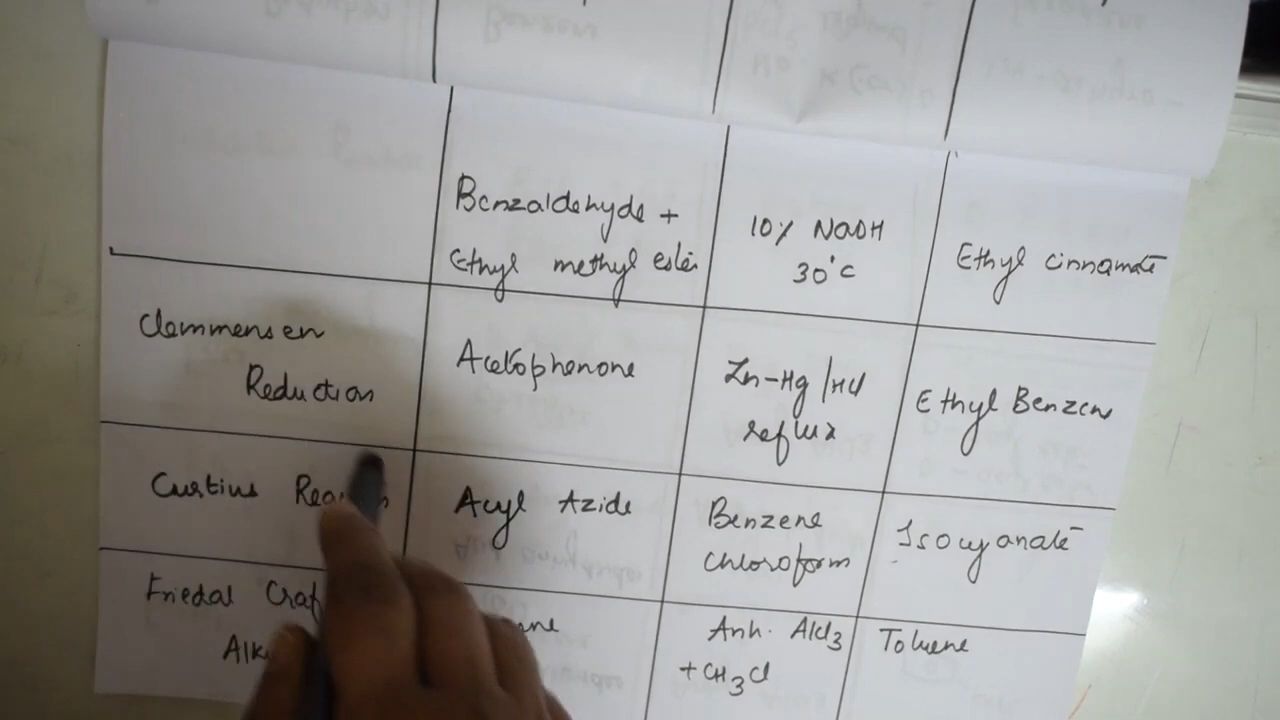 Benzaldehyde +
Ethyl methyl ester
10% NaOH
30°C
Ethyl cinnamate
Clemmensen
Reduction
Acetophenone
Zn-Hg/HCl
reflux
Ethyl Benzene
Curtius
Acyl Azide
Benzene
chloroform
Isocyanate
Friedal
Anh. AlCl3
+ CH3Cl
Toluene